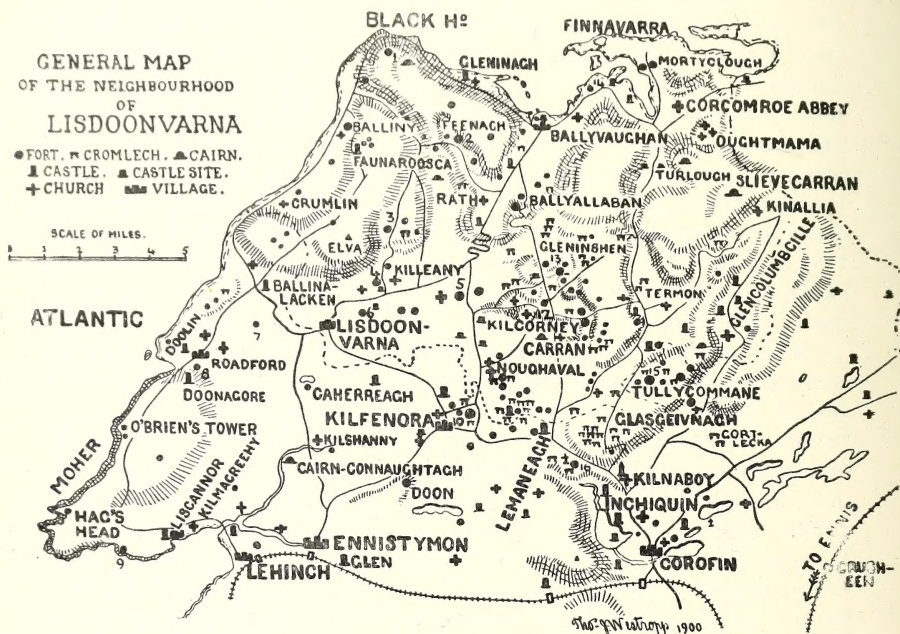 GENERAL MAP
OF THE NEIGHBOURHOOD
OF
LISDOONVARNA
FORT. CROMLECH. CAIRN.
CASTLE. CASTLE SITE.
CHURCH VILLAGE.
SCALE OF MILES.
1 2 3 4 5
BLACK Hᴰ
FINNAVARRA
GLENINAGH
MORTYCLOUGH
CORCOMROE ABBEY
BALLINY
FEENACH
BALLYVAUGHAN
OUGHTMAMA
FAUNAROOSCA
TURLOUGH
SLIEVECARRAN
CRUMLIN
RATH
BALLYALLABAN
KINALLIA
ELVA
GLENINSHEN
GLENCOLUMBCILLE
KILLEANY
TERMON
BALLINA-
LACKEN
ATLANTIC
DOOLIN
LISDOON-
VARNA
KILCORNEY
CARRAN
NOUGHAVAL
ROADFORD
DOONAGORE
CAHERREAGH
TULLYCOMMANE
KILFENORA
GLASGEIVNAGH
O'BRIEN'S TOWER
KILSHANNY
GORT-
LECKA
MOHER
CAIRN-CONNAUGHTAGH
LISCANNOR
KILMACREEHY
DOON
LEMANEAGH
KILNABOY
INCHIQUIN
HAG'S
HEAD
ENNISTYMON
GLEN
LEHINCH
COROFIN
TO ENNIS
CRUSH-
EEN
Thoˢ J Westropp 1900